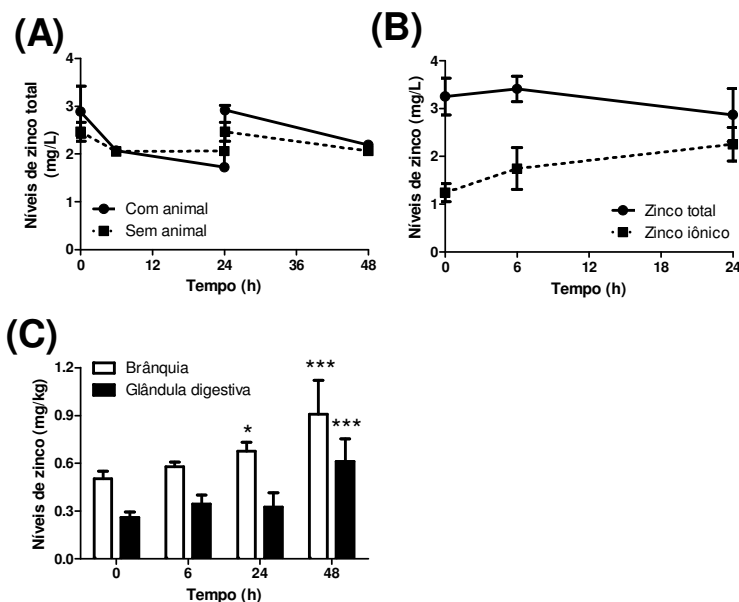 (A)
Níveis de zinco total
(mg/L)
4
3
2
1
0
Com animal
Sem animal
0 12 24 36 48
Tempo (h)
(B)
Níveis de zinco (mg/L)
4
3
2
1
0
Zinco total
Zinco iônico
0 6 12 18 24
Tempo (h)
(C)
Níveis de zinco (mg/kg)
1.2
0.9
0.6
0.3
0.0
Brânquia
Glândula digestiva
*
***
***
0 6 24 48
Tempo (h)